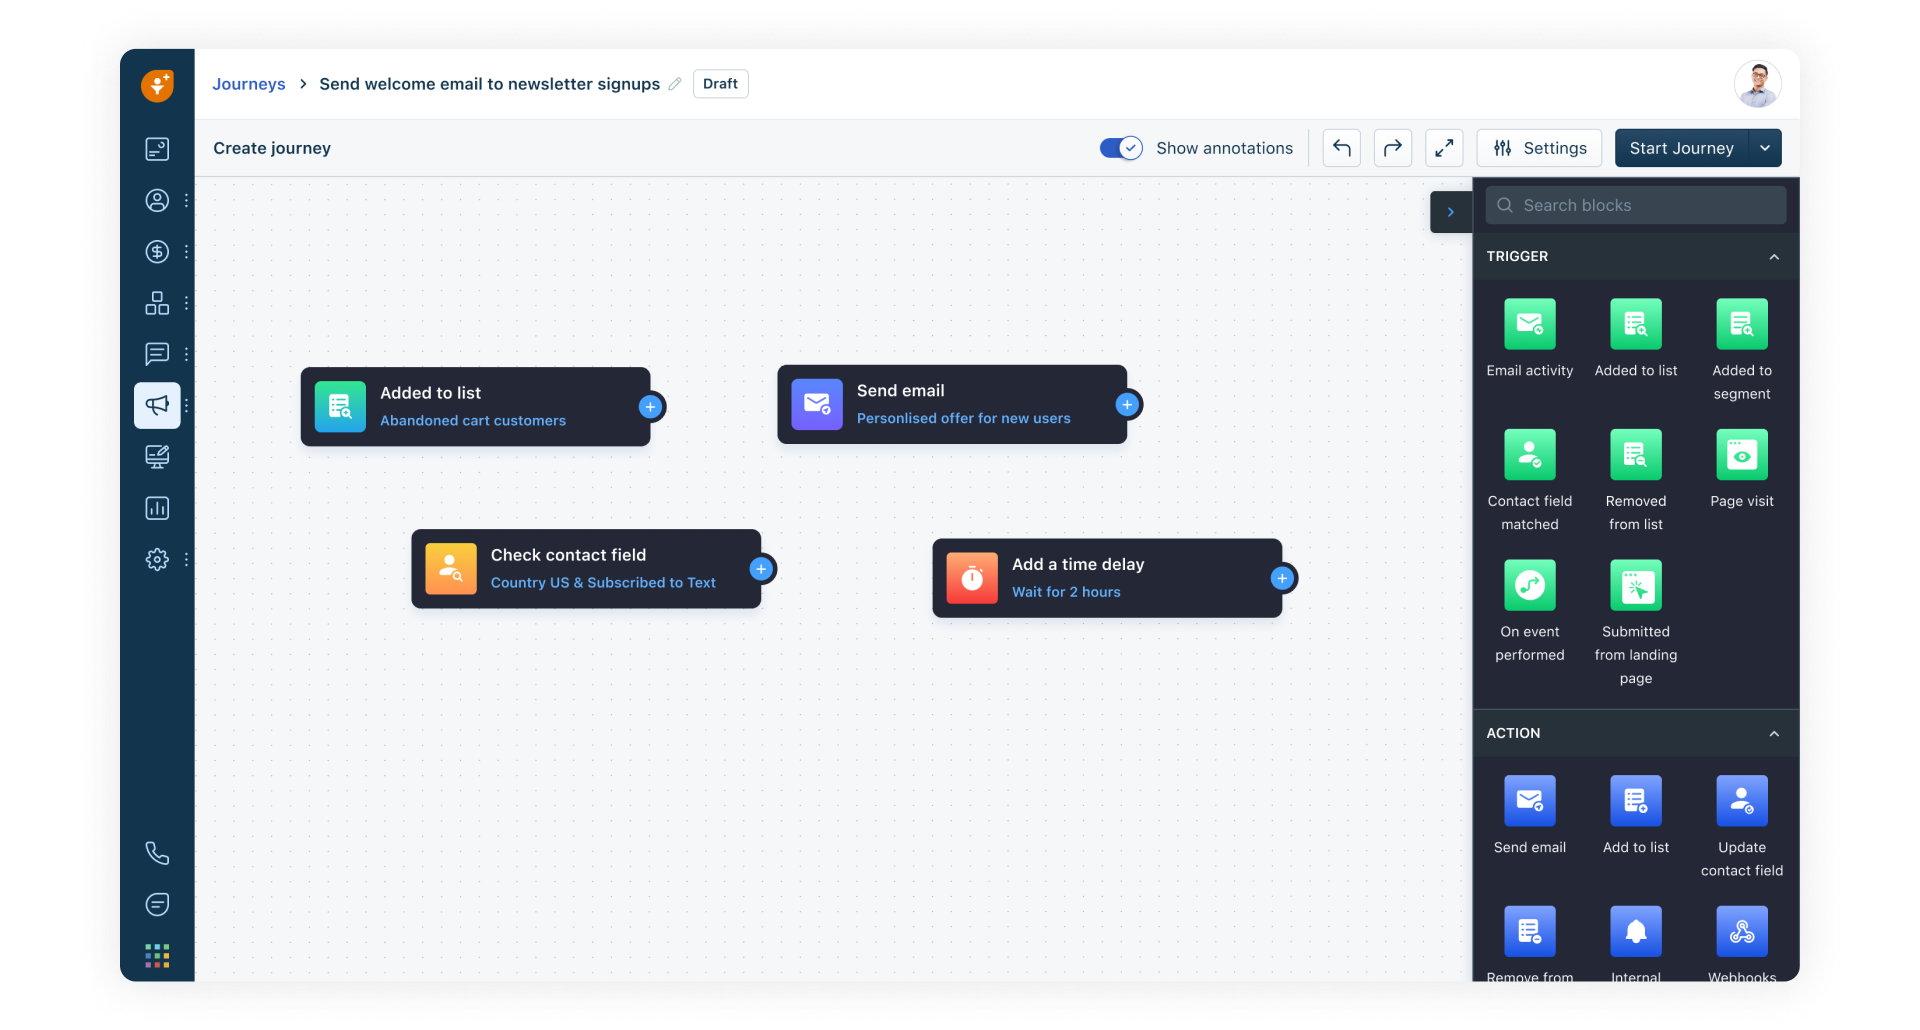 Journeys > Send welcome email to newsletter signups Draft
Create journey
Show annotations
Settings
Start Journey
Search blocks
TRIGGER
Email activity
Added to list
Added to
segment
Contact field
matched
Removed
from list
Page visit
On event
performed
Submitted
from landing
page
ACTION
Send email
Add to list
Update
contact field
Remove from
Internal
Webhooks
Added to list
Abandoned cart customers
Send email
Personlised offer for new users
Check contact field
Country US & Subscribed to Text
Add a time delay
Wait for 2 hours